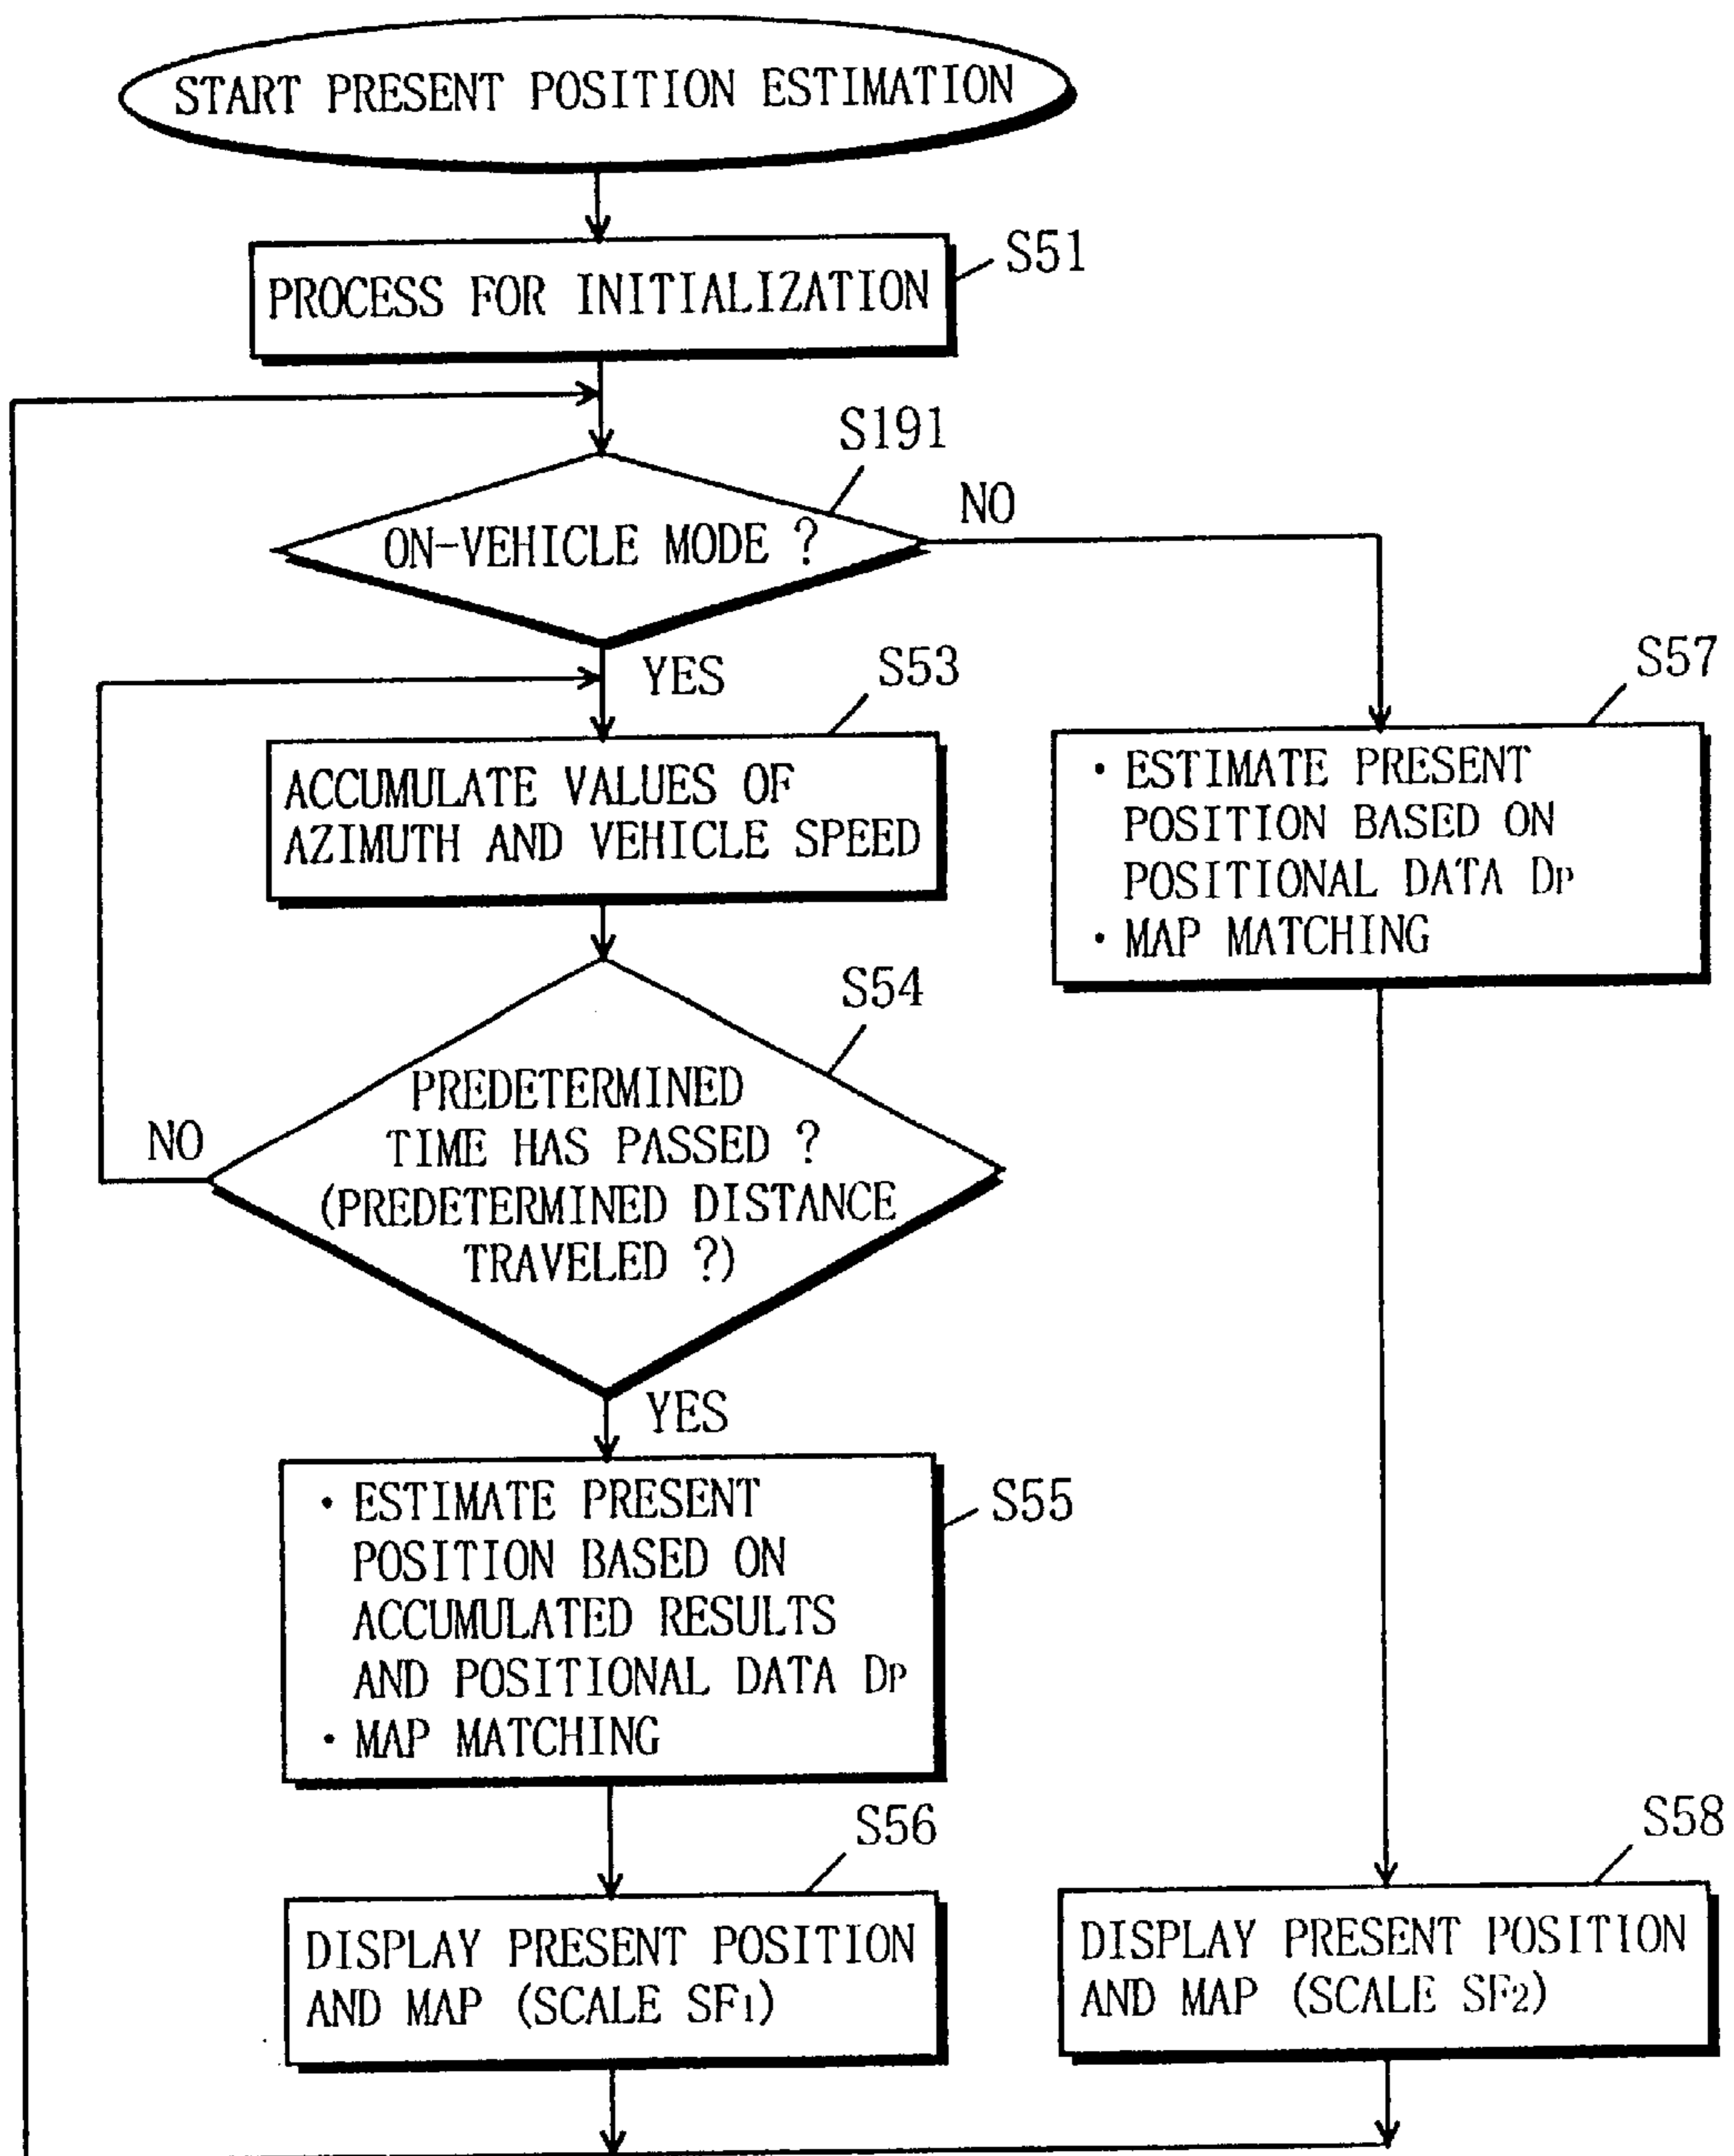 START PRESENT POSITION ESTIMATION
PROCESS FOR INITIALIZATION
S51
S191
ON-VEHICLE MODE ?
NO
YES
S53
ACCUMULATE VALUES OF
AZIMUTH AND VEHICLE SPEED
S57
• ESTIMATE PRESENT
POSITION BASED ON
POSITIONAL DATA DP
• MAP MATCHING
S54
PREDETERMINED
TIME HAS PASSED ?
(PREDETERMINED DISTANCE
TRAVELED ?)
NO
YES
S55
• ESTIMATE PRESENT
POSITION BASED ON
ACCUMULATED RESULTS
AND POSITIONAL DATA DP
• MAP MATCHING
S56
DISPLAY PRESENT POSITION
AND MAP (SCALE SF1)
S58
DISPLAY PRESENT POSITION
AND MAP (SCALE SF2)